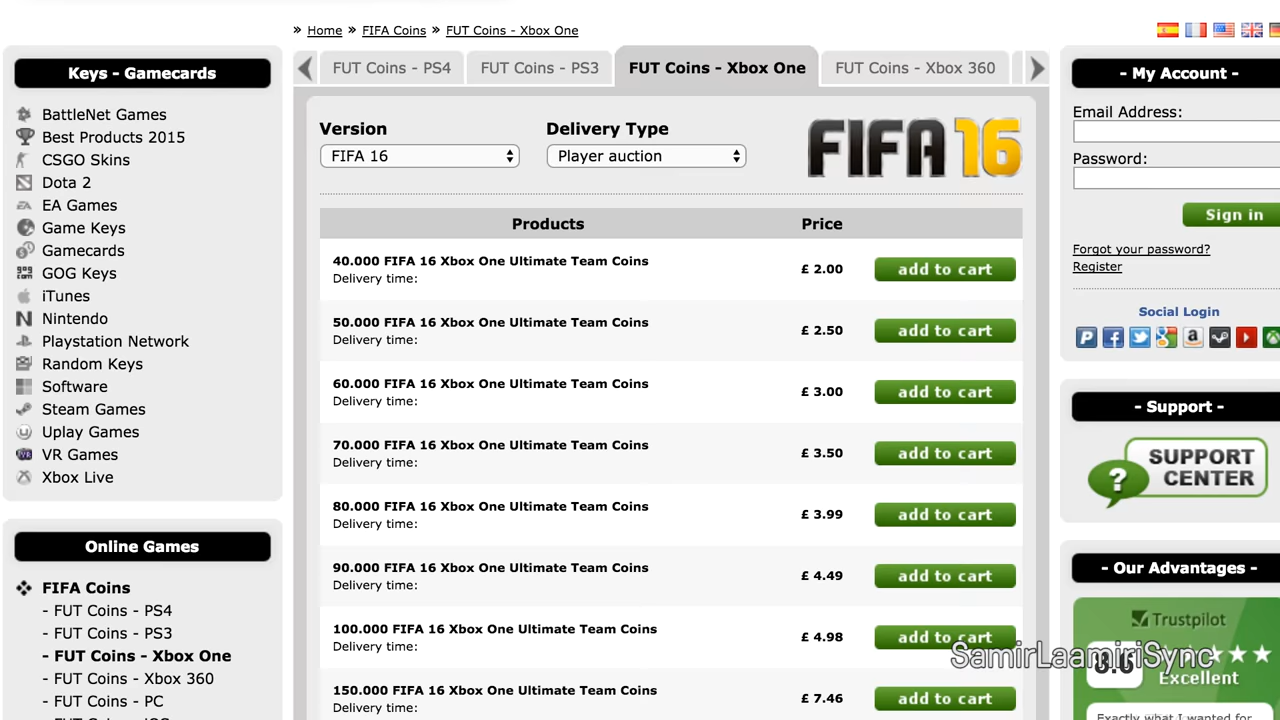 » Home » FIFA Coins » FUT Coins - Xbox One
Keys - Gamecards
BattleNet Games
Best Products 2015
CSGO Skins
Dota 2
EA Games
Game Keys
Gamecards
GOG Keys
iTunes
Nintendo
Playstation Network
Random Keys
Software
Steam Games
Uplay Games
VR Games
Xbox Live
Online Games
FIFA Coins
- FUT Coins - PS4
- FUT Coins - PS3
- FUT Coins - Xbox One
- FUT Coins - Xbox 360
- FUT Coins - PC
FUT Coins - PS4
FUT Coins - PS3
FUT Coins - Xbox One
FUT Coins - Xbox 360
Version
Delivery Type
FIFA 16
Player auction
FIFA 16
Products Price
40.000 FIFA 16 Xbox One Ultimate Team Coins
Delivery time:
£ 2.00
add to cart
50.000 FIFA 16 Xbox One Ultimate Team Coins
Delivery time:
£ 2.50
add to cart
60.000 FIFA 16 Xbox One Ultimate Team Coins
Delivery time:
£ 3.00
add to cart
70.000 FIFA 16 Xbox One Ultimate Team Coins
Delivery time:
£ 3.50
add to cart
80.000 FIFA 16 Xbox One Ultimate Team Coins
Delivery time:
£ 3.99
add to cart
90.000 FIFA 16 Xbox One Ultimate Team Coins
Delivery time:
£ 4.49
add to cart
100.000 FIFA 16 Xbox One Ultimate Team Coins
Delivery time:
£ 4.98
add to cart
150.000 FIFA 16 Xbox One Ultimate Team Coins
Delivery time:
£ 7.46
add to cart
- My Account -
Email Address:
Password:
Sign in
Forgot your password?
Register
Social Login
- Support -
SUPPORT
CENTER
- Our Advantages -
Trustpilot
8.6
Excellent
SamirLaamiriSync
Exactly what I wanted for